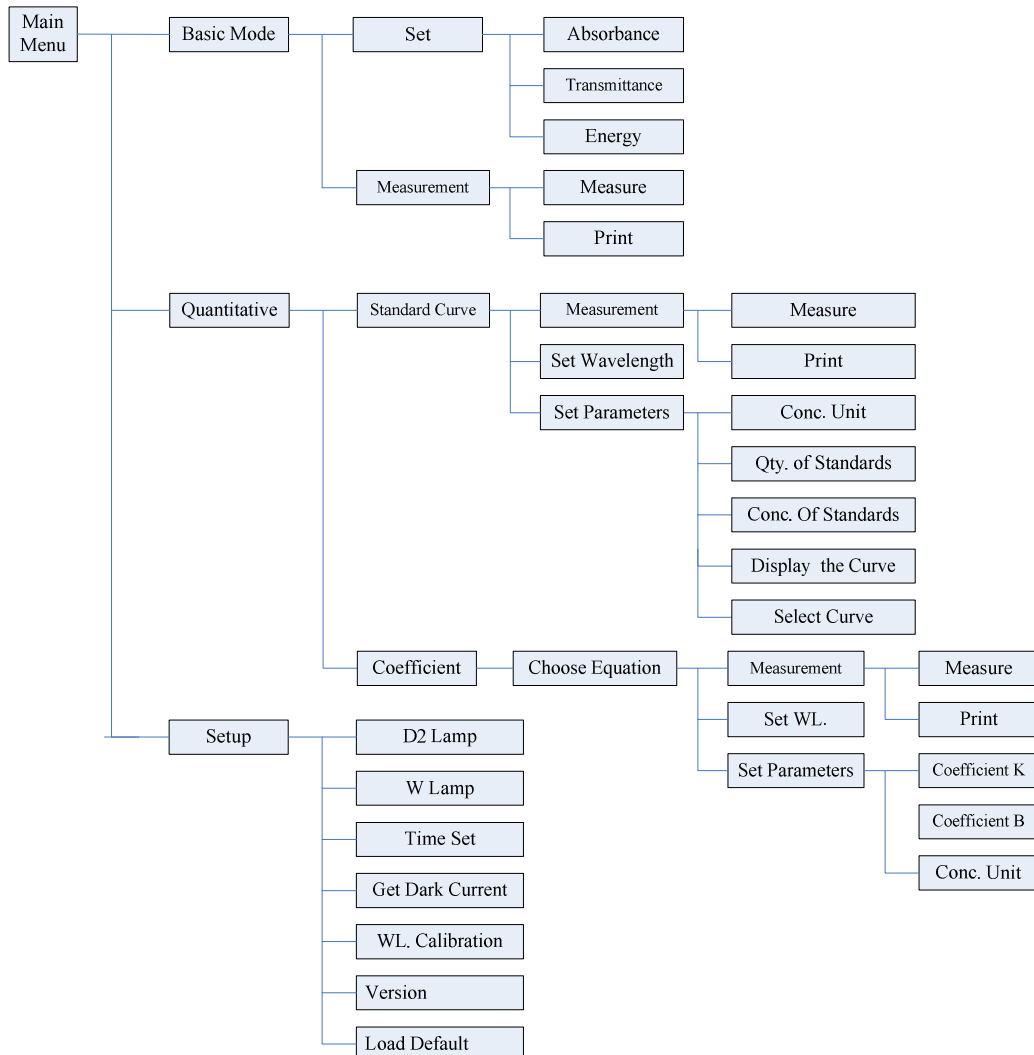 Main
Menu
Basic Mode
Set
Absorbance
Transmittance
Energy
Measurement
Measure
Print
Quantitative
Standard Curve
Measurement
Measure
Print
Set Wavelength
Set Parameters
Conc. Unit
Qty. of Standards
Conc. Of Standards
Display the Curve
Select Curve
Coefficient
Choose Equation
Measurement
Measure
Print
Set WL.
Set Parameters
Coefficient K
Coefficient B
Conc. Unit
Setup
D2 Lamp
W Lamp
Time Set
Get Dark Current
WL. Calibration
Version
Load Default